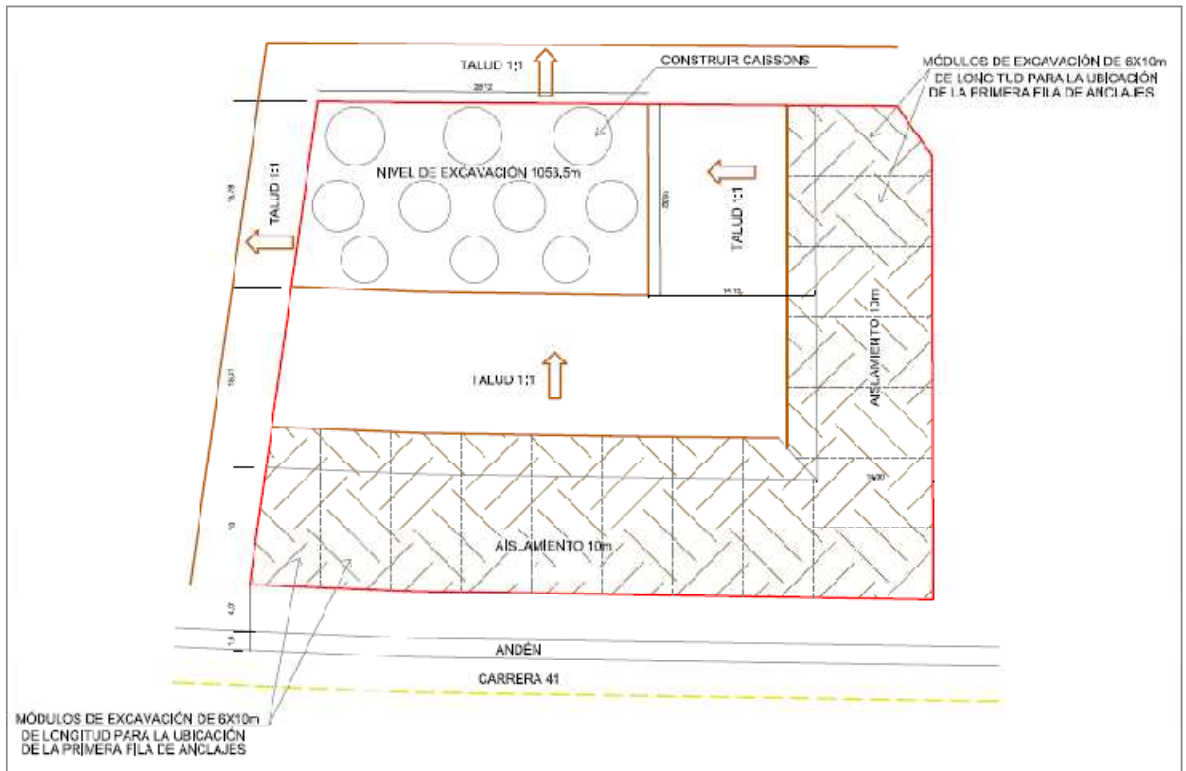 TALUD 1:1
CONSTRUIR CAISSONS
MÓDULOS DE EXCAVACIÓN DE 6X10m
DE LONGITUD PARA LA UBICACIÓN
DE LA PRIMERA FILA DE ANCLAJES
NIVEL DE EXCAVACIÓN 1053,5m
TALUD 1:1
TALUD 1:1
TALUD 1:1
AISLAMIENTO 10m
AISLAMIENTO 10m
10
ANDÉN
CARRERA 41
MÓDULOS DE EXCAVACIÓN DE 6X10m
DE LONGITUD PARA LA UBICACIÓN
DE LA PRIMERA FILA DE ANCLAJES